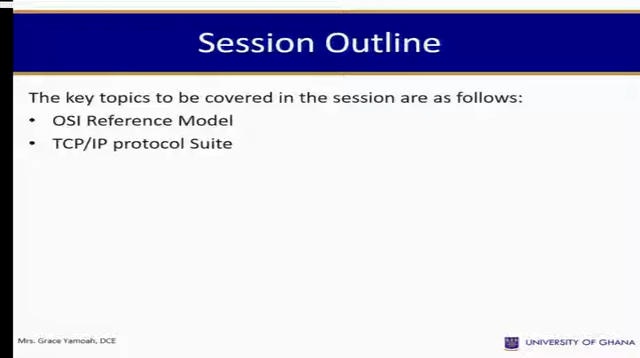 Session Outline
The key topics to be covered in the session are as follows:
• OSI Reference Model
• TCP/IP protocol Suite
Mrs. Grace Yamoah, DCE
UNIVERSITY OF GHANA